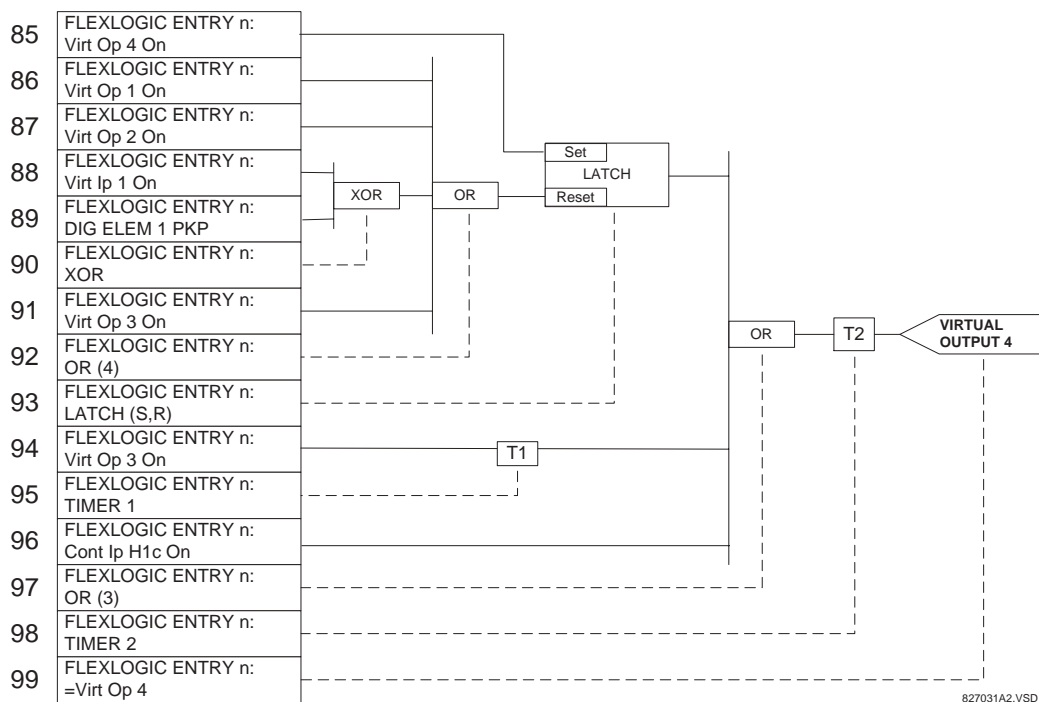 85
FLEXLOGIC ENTRY n:
Virt Op 4 On
86
FLEXLOGIC ENTRY n:
Virt Op 1 On
87
FLEXLOGIC ENTRY n:
Virt Op 2 On
88
FLEXLOGIC ENTRY n:
Virt Ip 1 On
89
FLEXLOGIC ENTRY n:
DIG ELEM 1 PKP
90
FLEXLOGIC ENTRY n:
XOR
91
FLEXLOGIC ENTRY n:
Virt Op 3 On
92
FLEXLOGIC ENTRY n:
OR (4)
93
FLEXLOGIC ENTRY n:
LATCH (S,R)
94
FLEXLOGIC ENTRY n:
Virt Op 3 On
95
FLEXLOGIC ENTRY n:
TIMER 1
96
FLEXLOGIC ENTRY n:
Cont Ip H1c On
97
FLEXLOGIC ENTRY n:
OR (3)
98
FLEXLOGIC ENTRY n:
TIMER 2
99
FLEXLOGIC ENTRY n:
=Virt Op 4
XOR
OR
Set
LATCH
Reset
T1
OR
T2
VIRTUAL
OUTPUT 4
827031A2.VSD